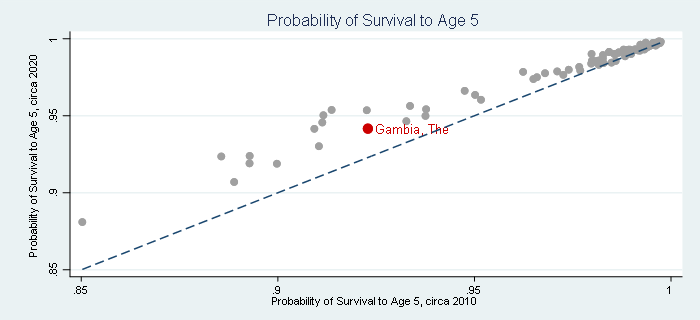 Probability of Survival to Age 5
Probability of Survival to Age 5, circa 2020
1
.95
.9
.85
Gambia, The
.85
.9
.95
1
Probability of Survival to Age 5, circa 2010